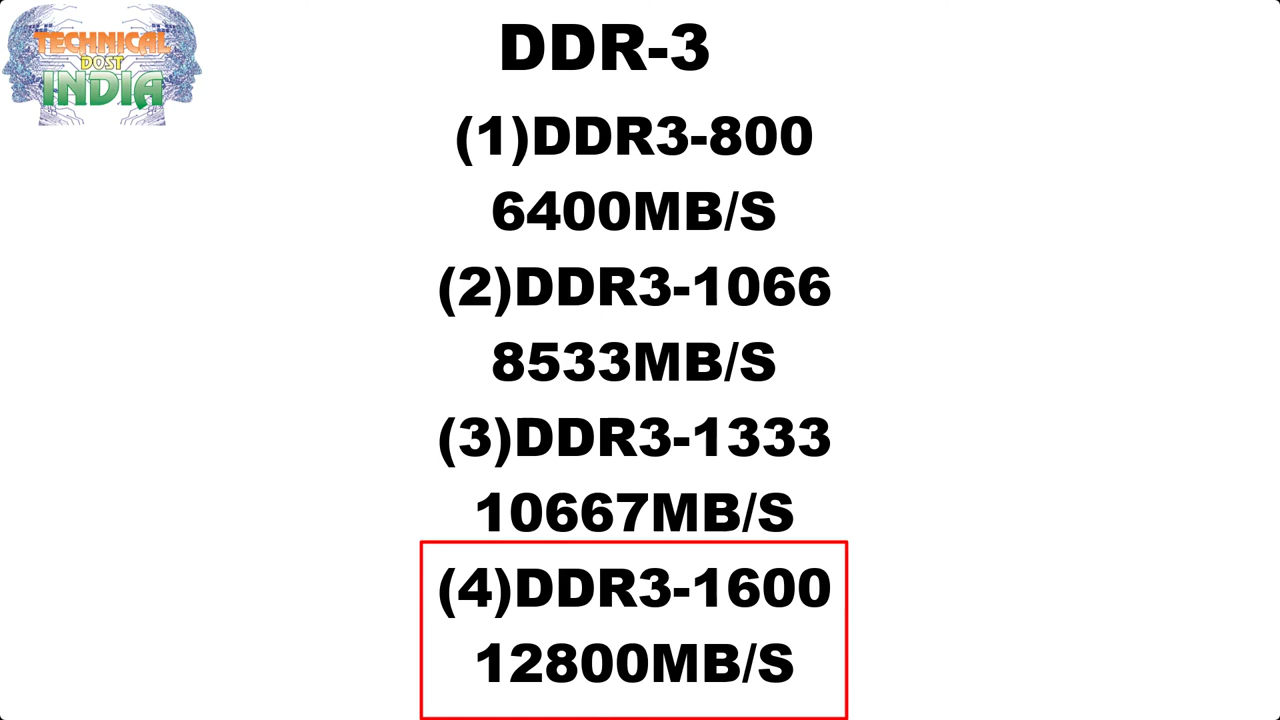 TECHNICAL
DOST
INDIA
DDR-3
(1)DDR3-800
6400MB/S
(2)DDR3-1066
8533MB/S
(3)DDR3-1333
10667MB/S
(4)DDR3-1600
12800MB/S